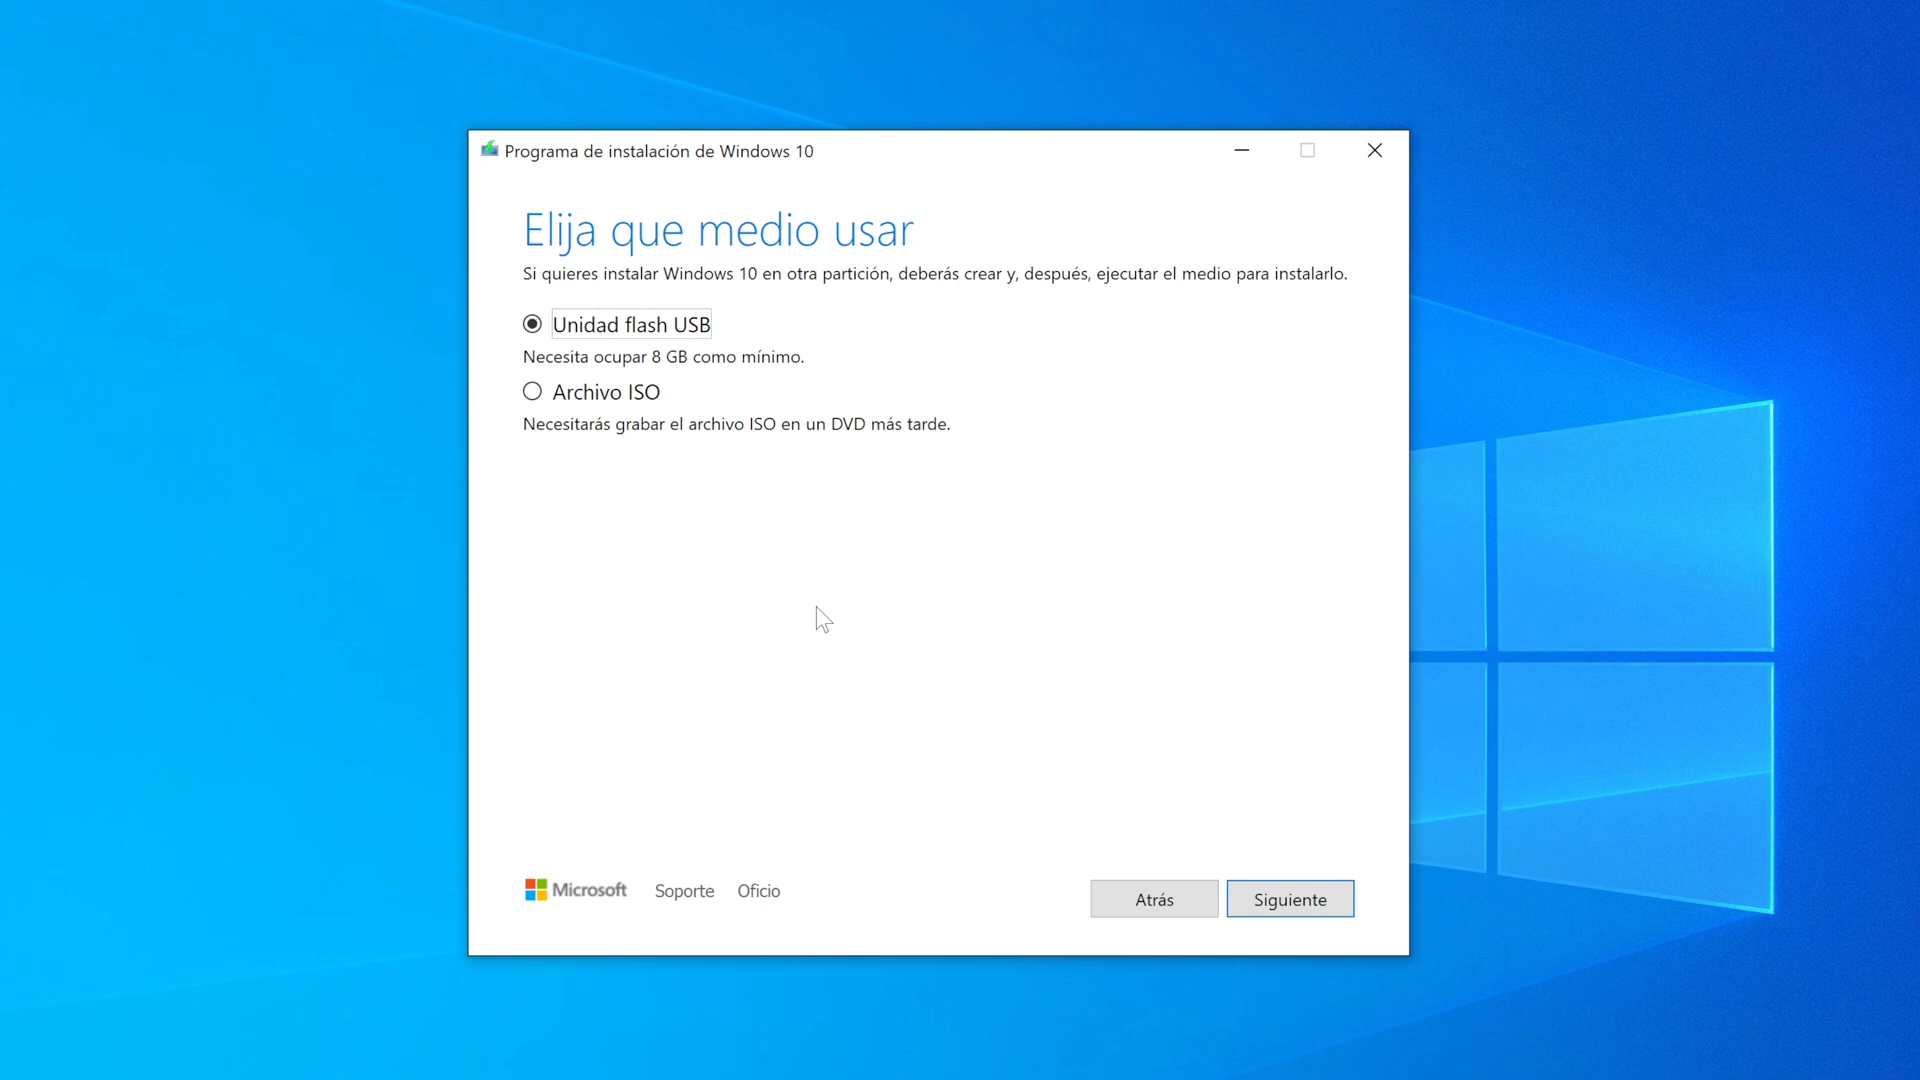 Programa de instalación de Windows 10
Elija que medio usar
Si quieres instalar Windows 10 en otra partición, deberás crear y, después, ejecutar el medio para instalarlo.
Unidad flash USB
Necesita ocupar 8 GB como mínimo.
Archivo ISO
Necesitarás grabar el archivo ISO en un DVD más tarde.
Microsoft Soporte Oficio Atrás Siguiente